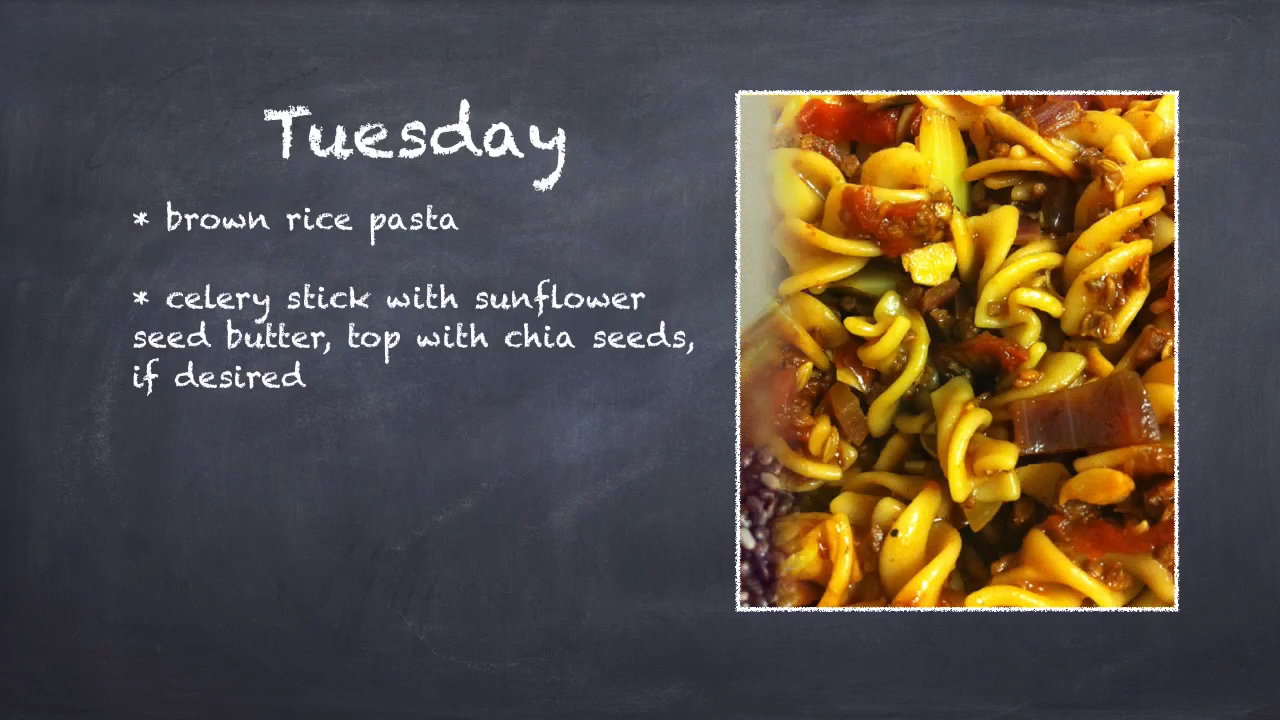 Tuesday
* brown rice pasta
* celery stick with sunflower
seed butter, top with chia seeds,
if desired